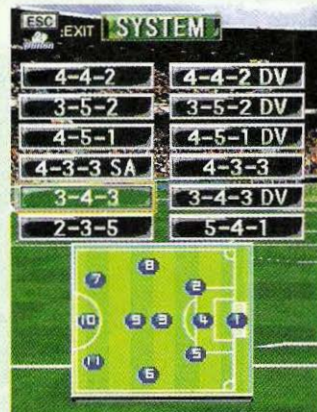 ESC :EXIT SYSTEM
4-4-2 4-4-2 DV
3-5-2 3-5-2 DV
4-5-1 4-5-1 DV
4-3-3 SA 4-3-3
3-4-3 3-4-3 DV
2-3-5 5-4-1
8
7 2
10 9 3 4 1
11 5
6